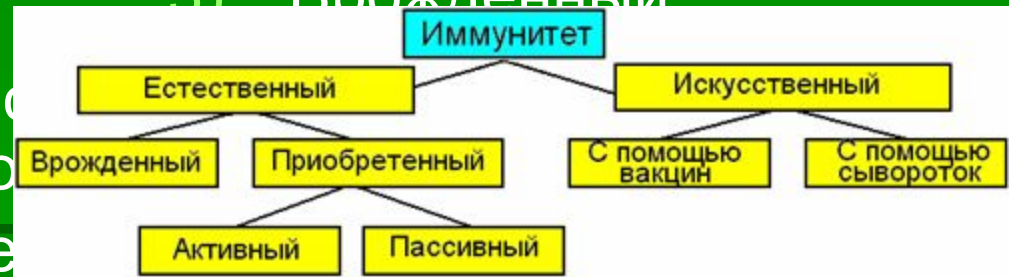 Иммунитет
Естественный
Искусственный
Врожденный
Приобретенный
С помощью
вакцин
С помощью
сывороток
Активный
Пассивный